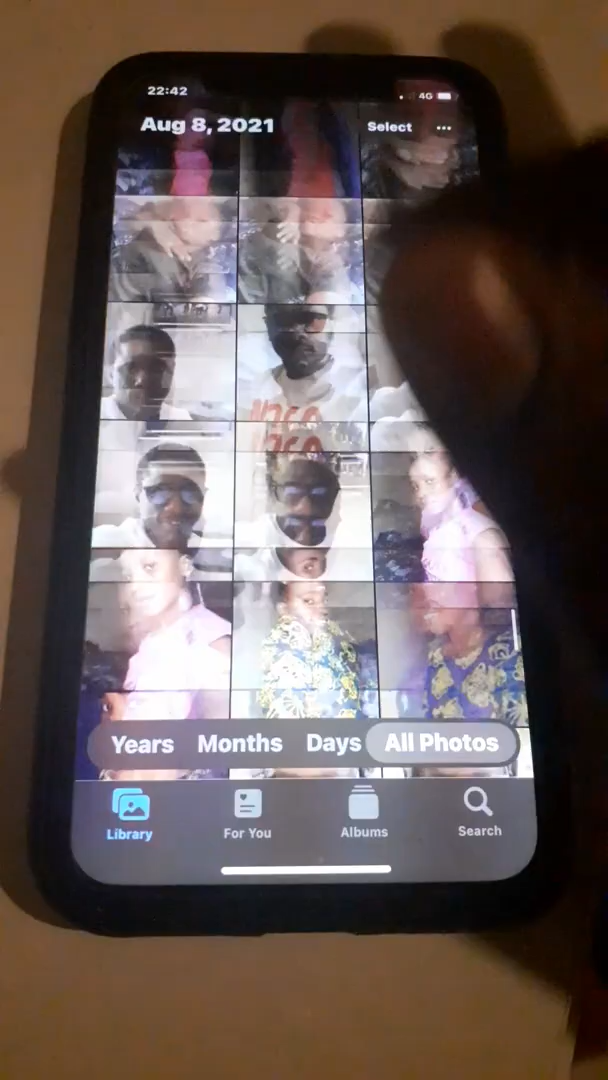 22:42
4G
Aug 8, 2021
Select
Years Months Days All Photos
Library For You Albums Search